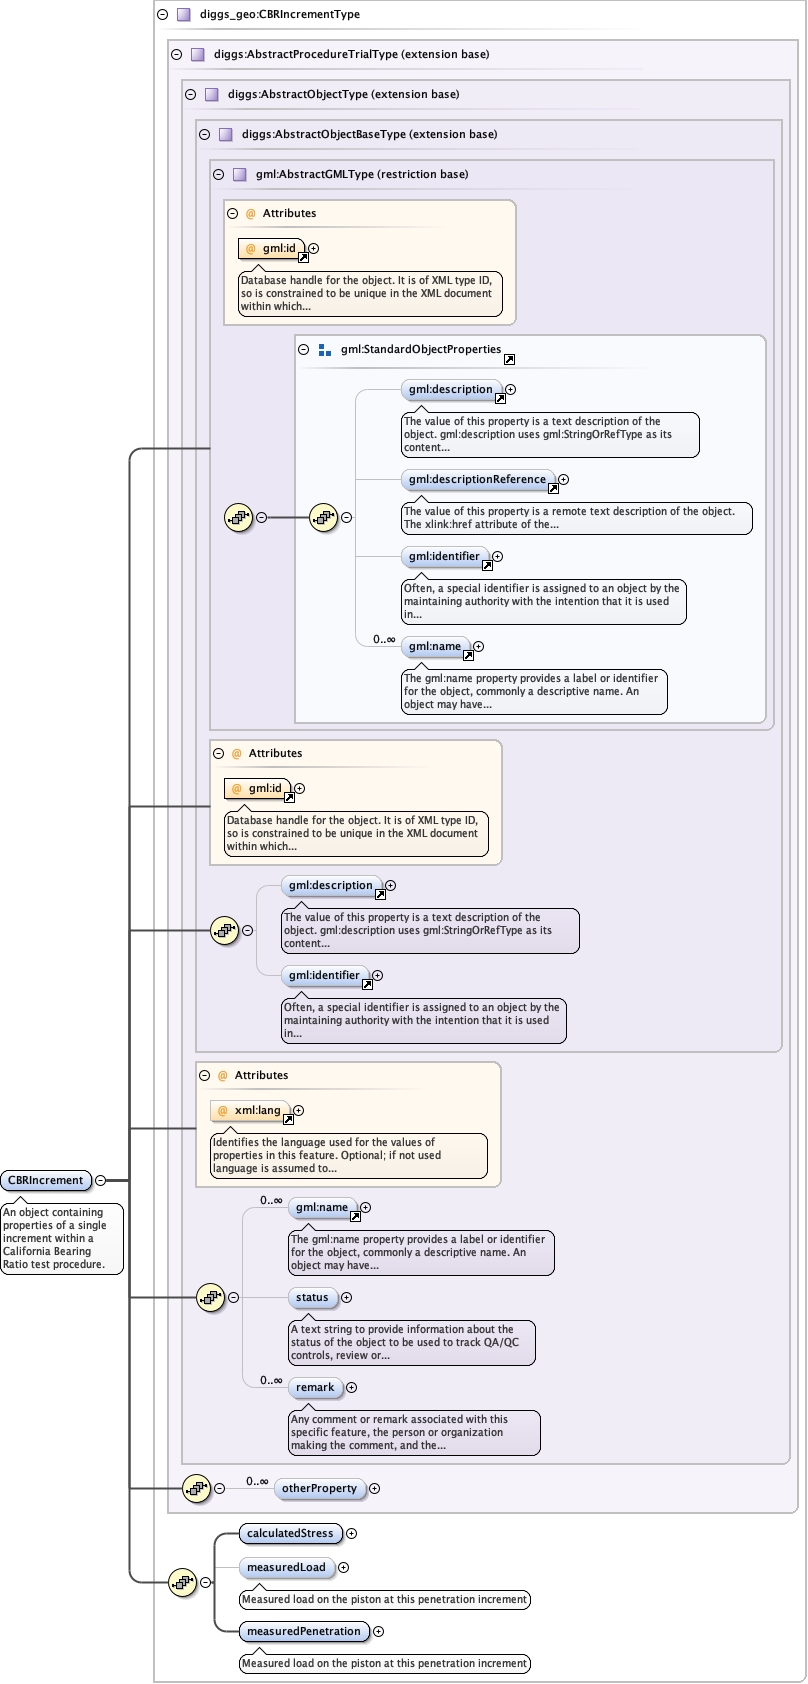 diggs_geo:CBRIncrementType
diggs:AbstractProcedureTrialType (extension base)
diggs:AbstractObjectType (extension base)
diggs:AbstractObjectBaseType (extension base)
gml:AbstractGMLType (restriction base)
@ Attributes
@ gml:id
Database handle for the object. It is of XML type ID,
so is constrained to be unique in the XML document
within which...
gml:StandardObjectProperties
gml:description
The value of this property is a text description of the
object. gml:description uses gml:StringOrRefType as its
content...
gml:descriptionReference
The value of this property is a remote text description of the object.
The xlink:href attribute of the...
gml:identifier
Often, a special identifier is assigned to an object by the
maintaining authority with the intention that it is used
in...
0..∞
gml:name
The gml:name property provides a label or identifier
for the object, commonly a descriptive name. An
object may have...
@ Attributes
@ gml:id
Database handle for the object. It is of XML type ID,
so is constrained to be unique in the XML document
within which...
gml:description
The value of this property is a text description of the
object. gml:description uses gml:StringOrRefType as its
content...
gml:identifier
Often, a special identifier is assigned to an object by the
maintaining authority with the intention that it is used
in...
@ Attributes
@ xml:lang
Identifies the language used for the values of
properties in this feature. Optional; if not used
language is assumed to...
CBRIncrement
An object containing
properties of a single
increment within a
California Bearing
Ratio test procedure.
0..∞
gml:name
The gml:name property provides a label or identifier
for the object, commonly a descriptive name. An
object may have...
status
A text string to provide information about the
status of the object to be used to track QA/QC
controls, review or...
0..∞
remark
Any comment or remark associated with this
specific feature, the person or organization
making the comment, and the...
0..∞
otherProperty
calculatedStress
measuredLoad
Measured load on the piston at this penetration increment
measuredPenetration
Measured load on the piston at this penetration increment